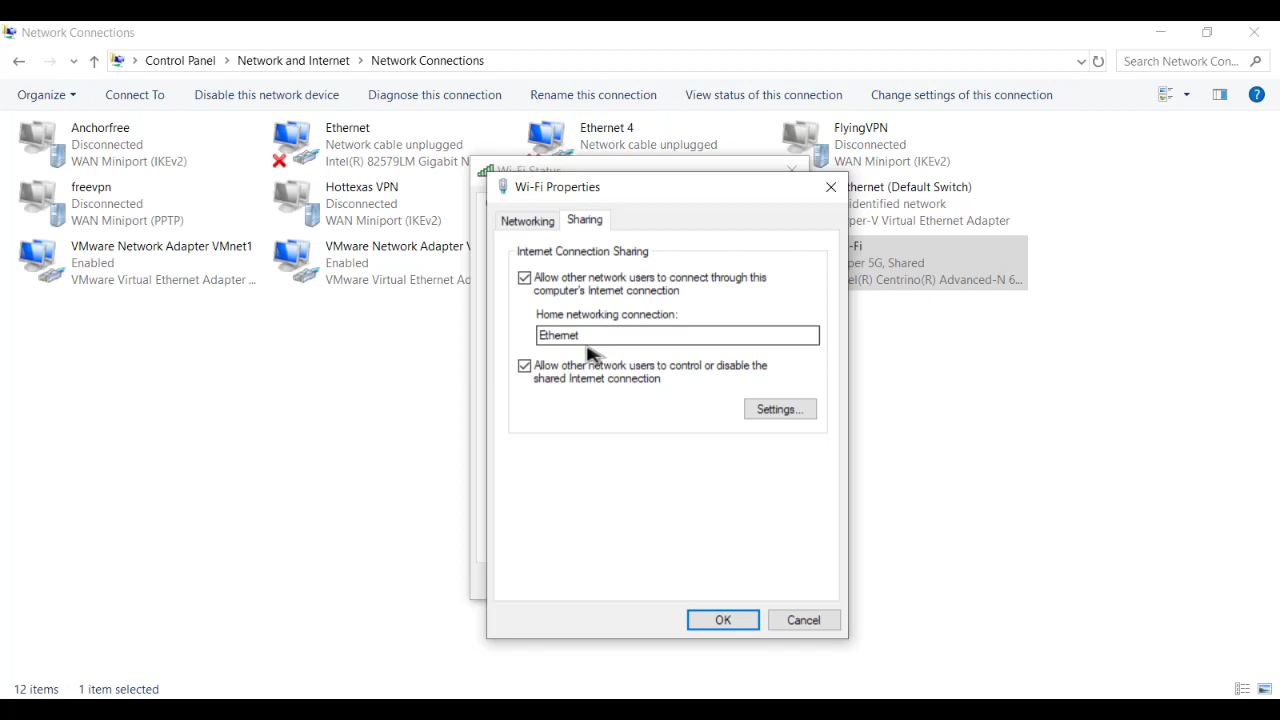 Network Connections
Control Panel > Network and Internet > Network Connections
Search Network Con...
Organize Connect To Disable this network device Diagnose this connection Rename this connection View status of this connection Change settings of this connection
Anchorfree
Disconnected
WAN Miniport (IKEv2)
Ethernet
Network cable unplugged
Intel(R) 82579LM Gigabit N
Ethernet 4
Network cable unplugged
FlyingVPN
Disconnected
WAN Miniport (IKEv2)
freevpn
Disconnected
WAN Miniport (PPTP)
Hottexas VPN
Disconnected
WAN Miniport (IKEv2)
hernet (Default Switch)
identified network
per-V Virtual Ethernet Adapter
VMware Network Adapter VMnet1
Enabled
VMware Virtual Ethernet Adapter ...
VMware Network Adapter V
Enabled
VMware Virtual Ethernet Ad
-Fi
per 5G, Shared
el(R) Centrino(R) Advanced-N 6...
Wi-Fi Status
Wi-Fi Properties
Networking Sharing
Internet Connection Sharing
Allow other network users to connect through this
computer's Internet connection
Home networking connection:
Ethernet
Allow other network users to control or disable the
shared Internet connection
Settings...
OK Cancel
12 items 1 item selected